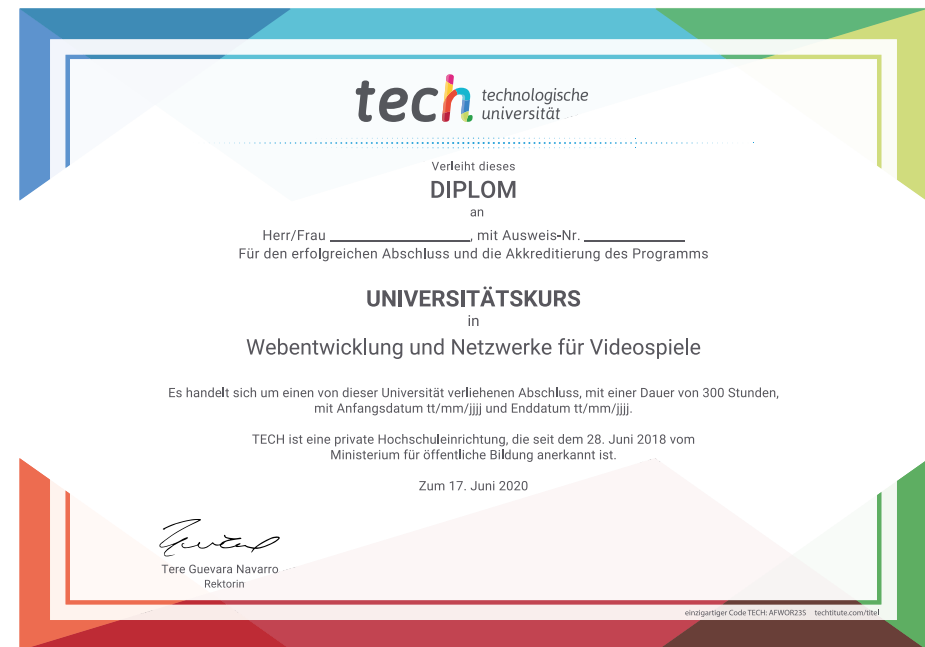 tech technologische
universität
Verleiht dieses
DIPLOM
an
Herr/Frau ____________________, mit Ausweis-Nr. ______________
Für den erfolgreichen Abschluss und die Akkreditierung des Programms
UNIVERSITÄTSKURS
in
Webentwicklung und Netzwerke für Videospiele
Es handelt sich um einen von dieser Universität verliehenen Abschluss, mit einer Dauer von 300 Stunden,
mit Anfangsdatum tt/mm/jjjj und Enddatum tt/mm/jjjj.
TECH ist eine private Hochschuleinrichtung, die seit dem 28. Juni 2018 vom
Ministerium für öffentliche Bildung anerkannt ist.
Zum 17. Juni 2020
Tere Guevara Navarro
Rektorin
einzigartiger Code TECH: AFWOR23S techtitute.com/titel